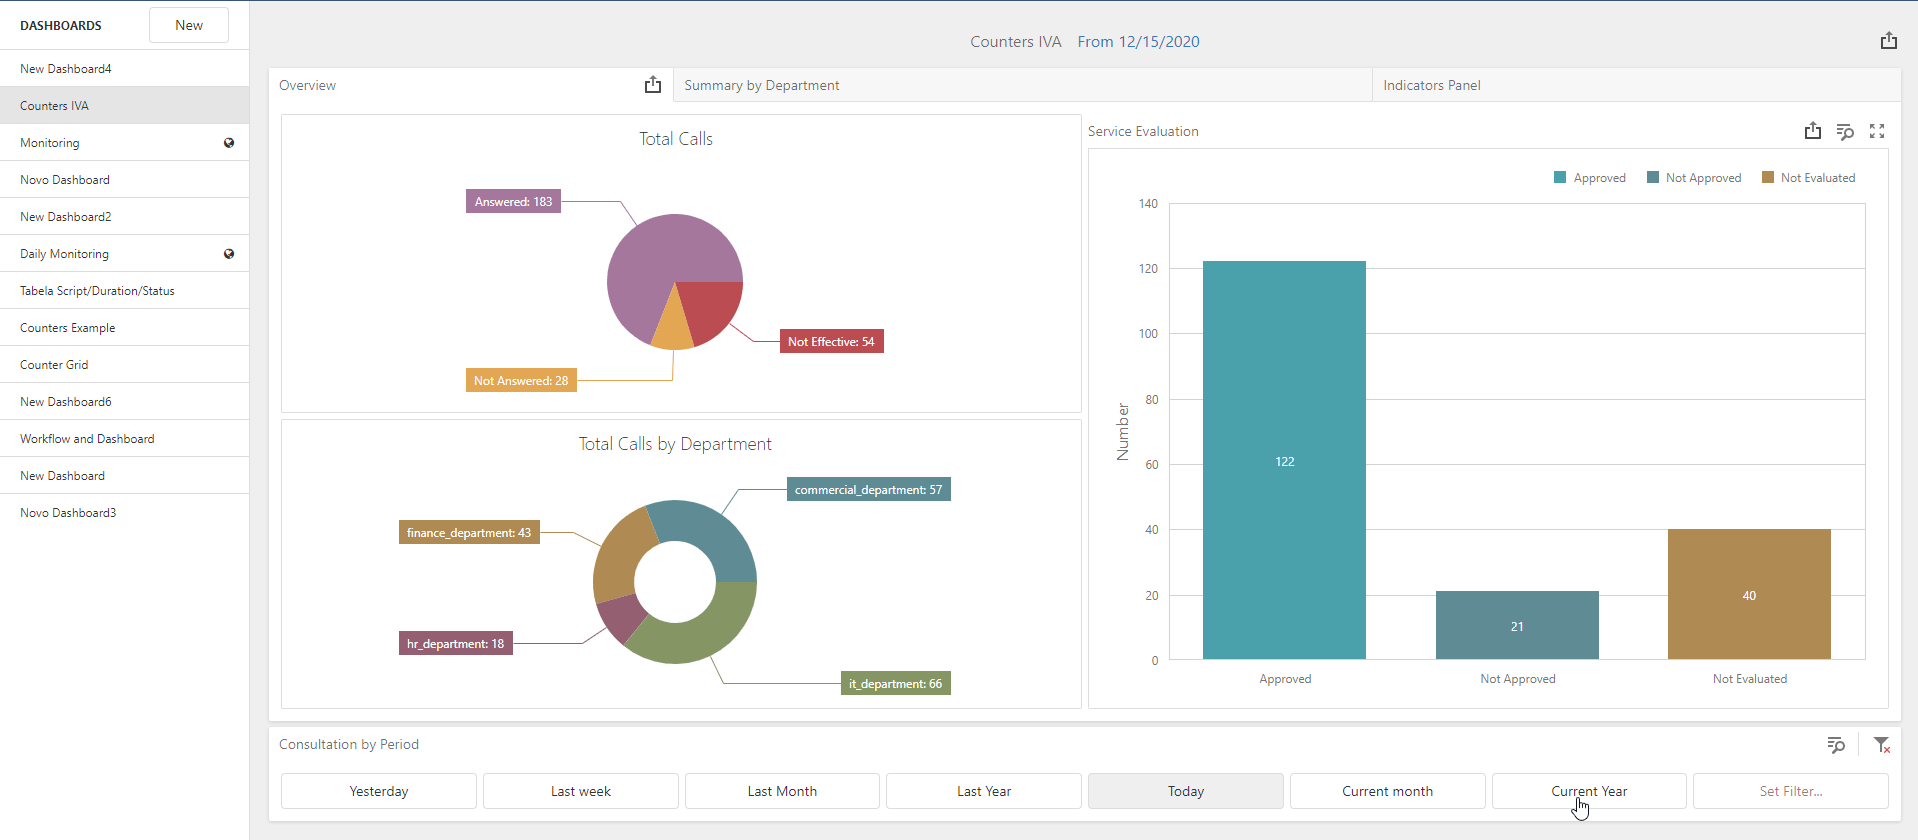 DASHBOARDS
New
New Dashboard4
Counters IVA
Monitoring
Novo Dashboard
New Dashboard2
Daily Monitoring
Tabela Script/Duration/Status
Counters Example
Counter Grid
New Dashboard6
Workflow and Dashboard
New Dashboard
Novo Dashboard3
Counters IVA From 12/15/2020
Overview
Summary by Department
Indicators Panel
Total Calls
Answered: 183
Not Effective: 54
Not Answered: 28
Total Calls by Department
commercial_department: 57
finance_department: 43
hr_department: 18
it_department: 66
Service Evaluation
Approved
Not Approved
Not Evaluated
Number
140
120
100
80
60
40
20
0
122
21
40
Approved
Not Approved
Not Evaluated
Consultation by Period
Yesterday
Last week
Last Month
Last Year
Today
Current month
Current Year
Set Filter...